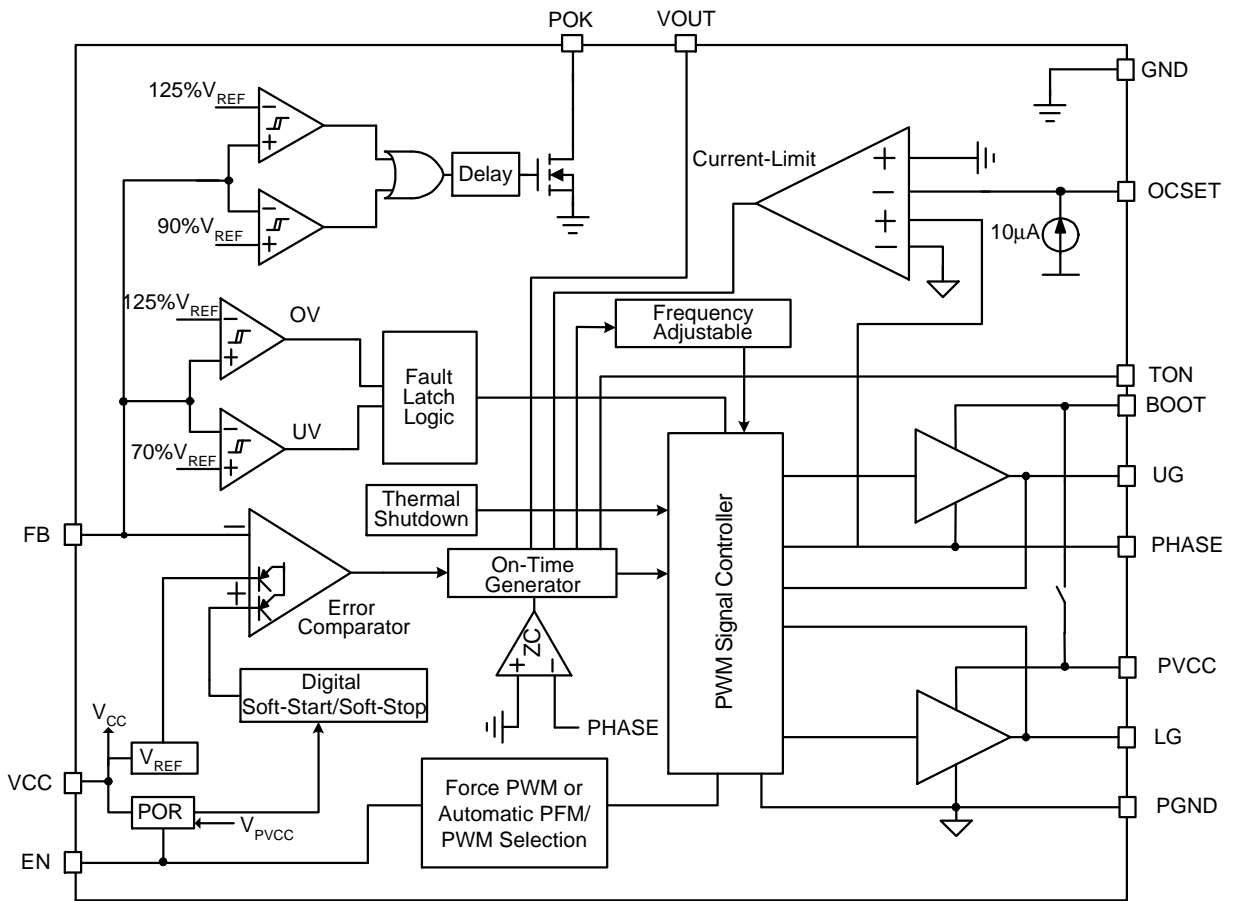 POK
VOUT
GND
125%VREF
−
+
Delay
−
90%VREF
+
Current-Limit
+
−
+
−
OCSET
10µA
125%VREF
−
+
OV
Fault
Latch
Logic
−
70%VREF
+
UV
Frequency
Adjustable
TON
BOOT
UG
Thermal
Shutdown
FB
−
+
Error
Comparator
On-Time
Generator
PWM Signal Controller
PHASE
ZC
+
−
PHASE
Digital
Soft-Start/Soft-Stop
VCC
VREF
VCC
POR
VPVCC
EN
Force PWM or
Automatic PFM/
PWM Selection
PVCC
LG
PGND